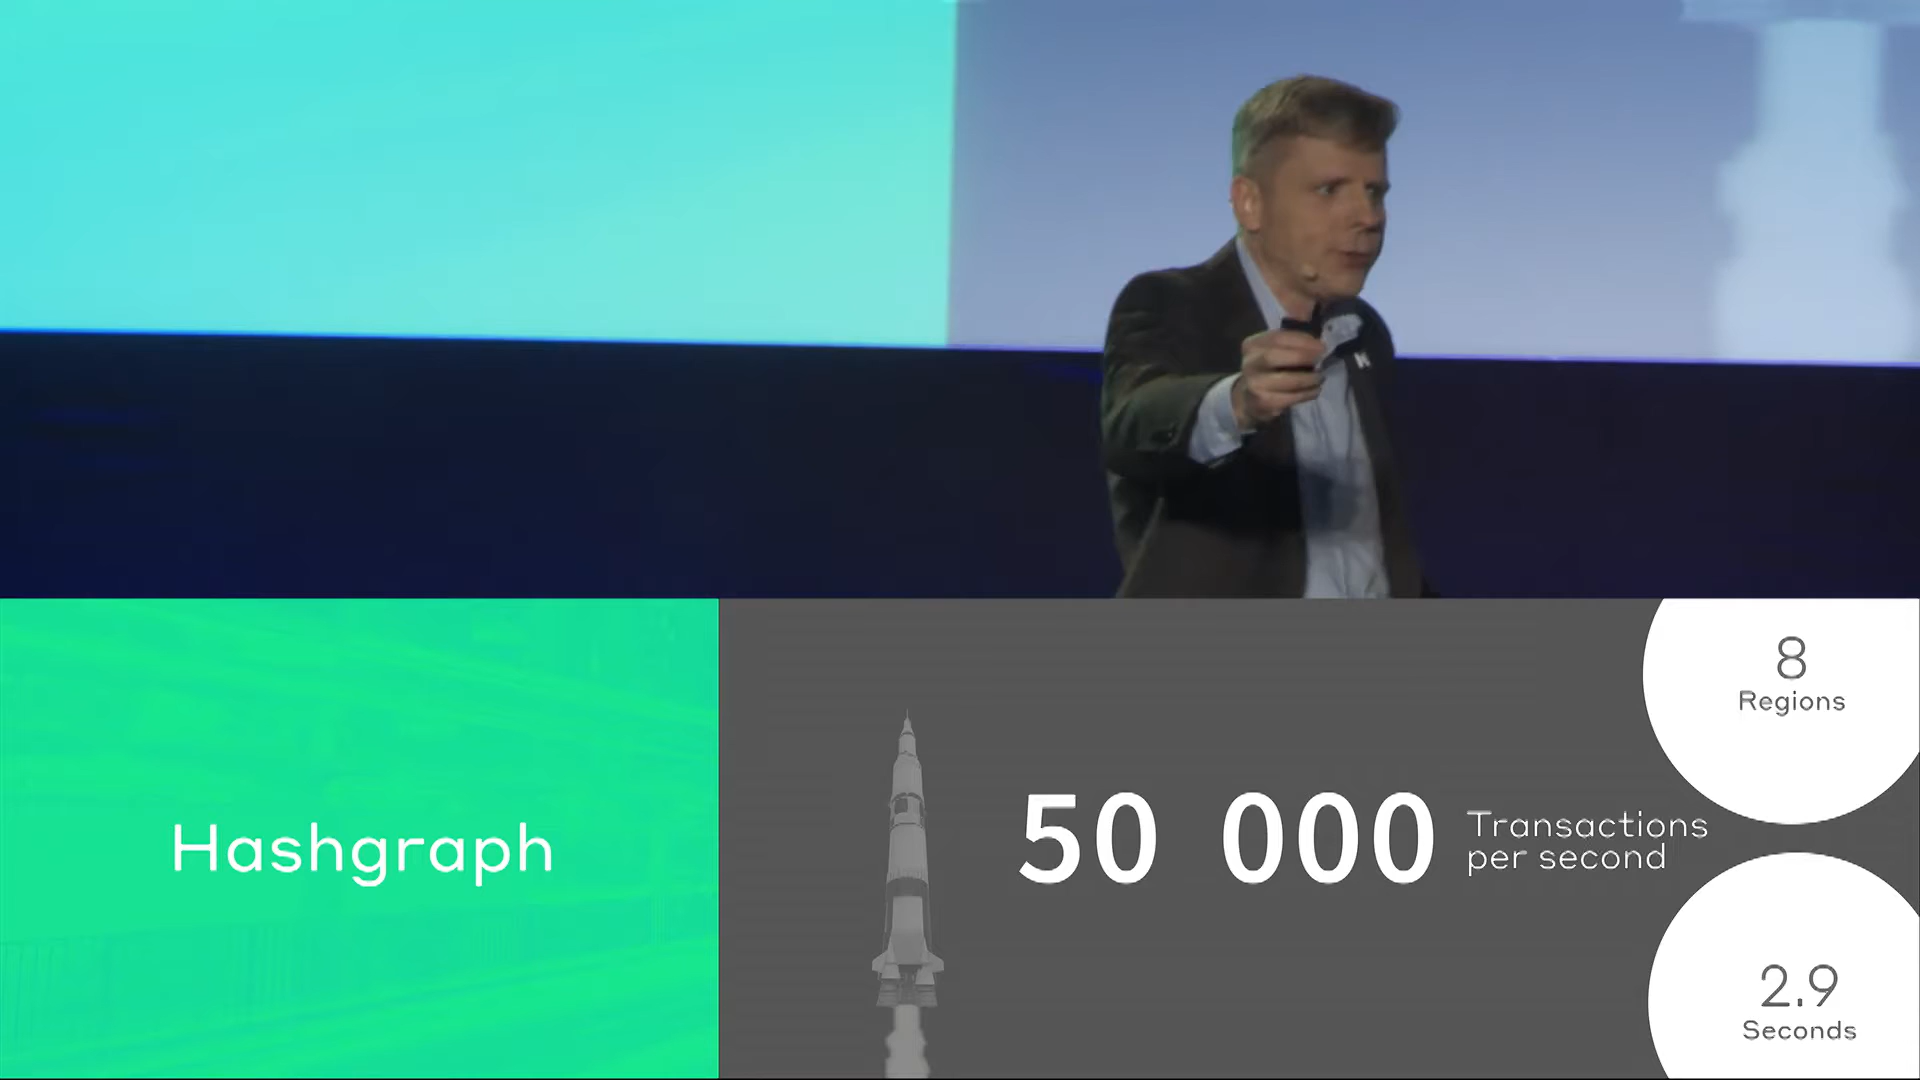 Hashgraph
50 000
Transactions
per second
8
Regions
2.9
Seconds